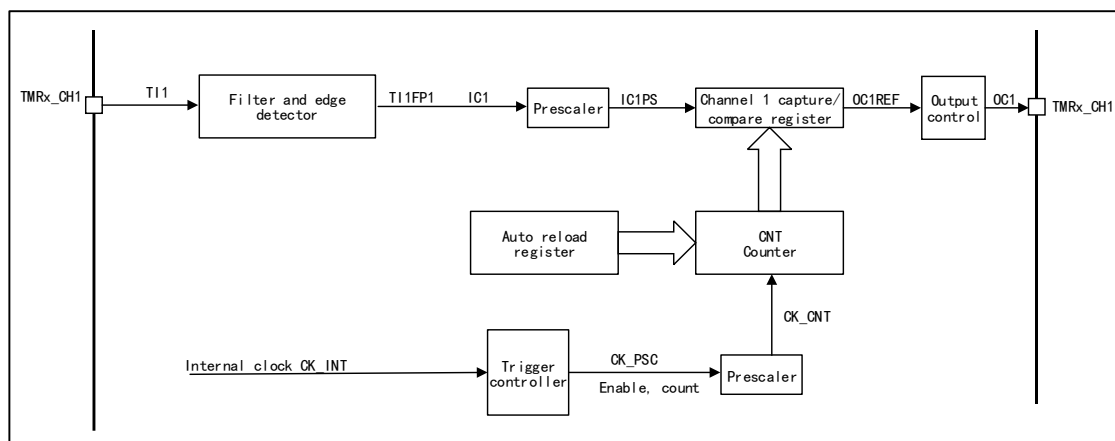 TMRx_CH1
TI1
Filter and edge
detector
TI1FP1
IC1
Prescaler
IC1PS
Channel 1 capture/
compare register
OC1REF
Output
control
OC1
TMRx_CH1
Auto reload
register
CNT
Counter
CK_CNT
Internal clock CK_INT
Trigger
controller
CK_PSC
Enable, count
Prescaler